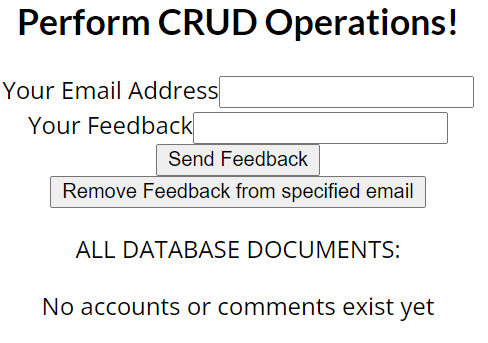 Perform CRUD Operations!
Your Email Address
Your Feedback
Send Feedback
Remove Feedback from specified email
ALL DATABASE DOCUMENTS:
No accounts or comments exist yet